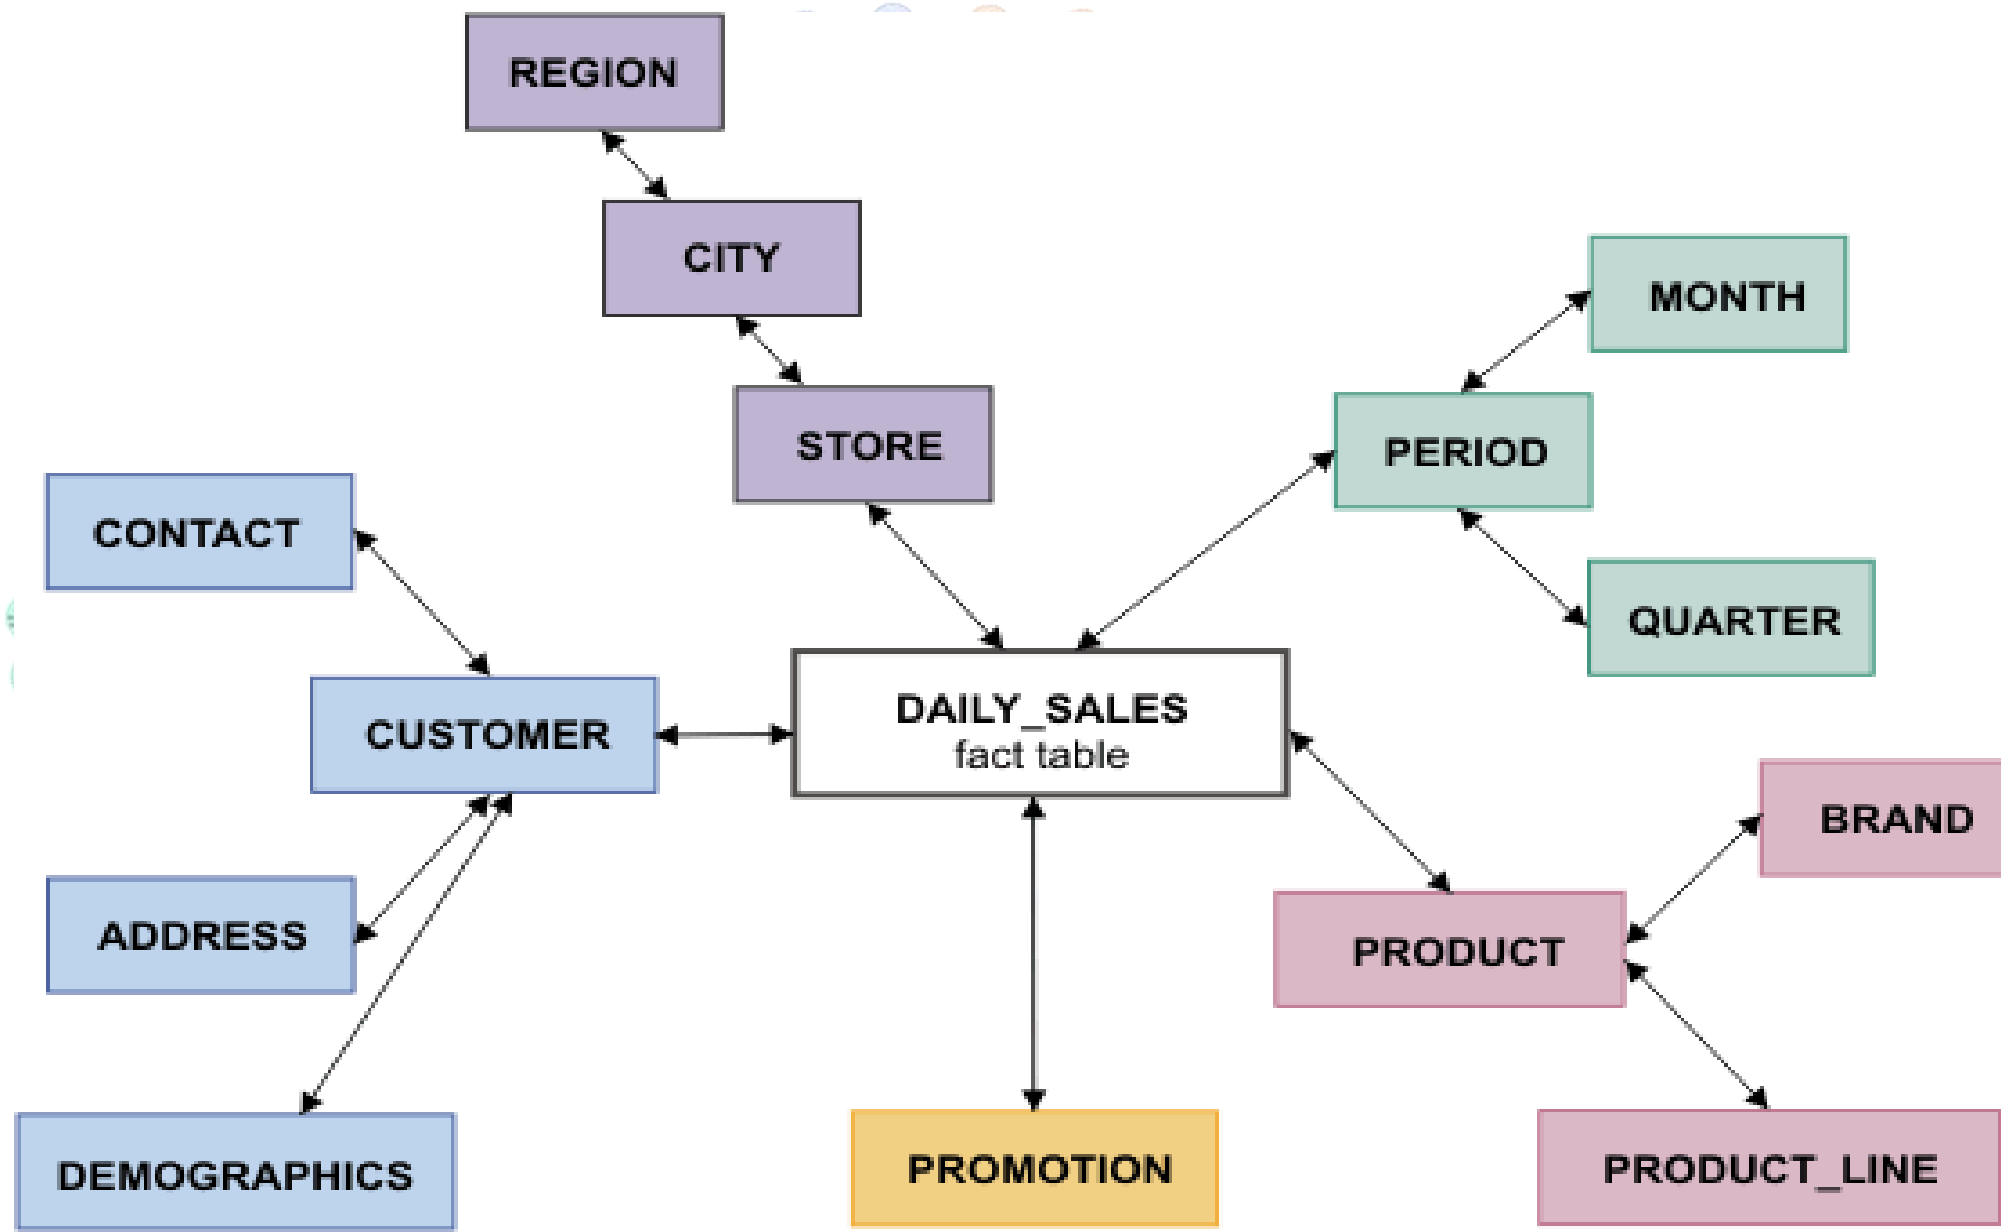 REGION
CITY
MONTH
STORE
PERIOD
CONTACT
QUARTER
CUSTOMER
DAILY_SALES
fact table
BRAND
ADDRESS
PRODUCT
DEMOGRAPHICS
PROMOTION
PRODUCT_LINE